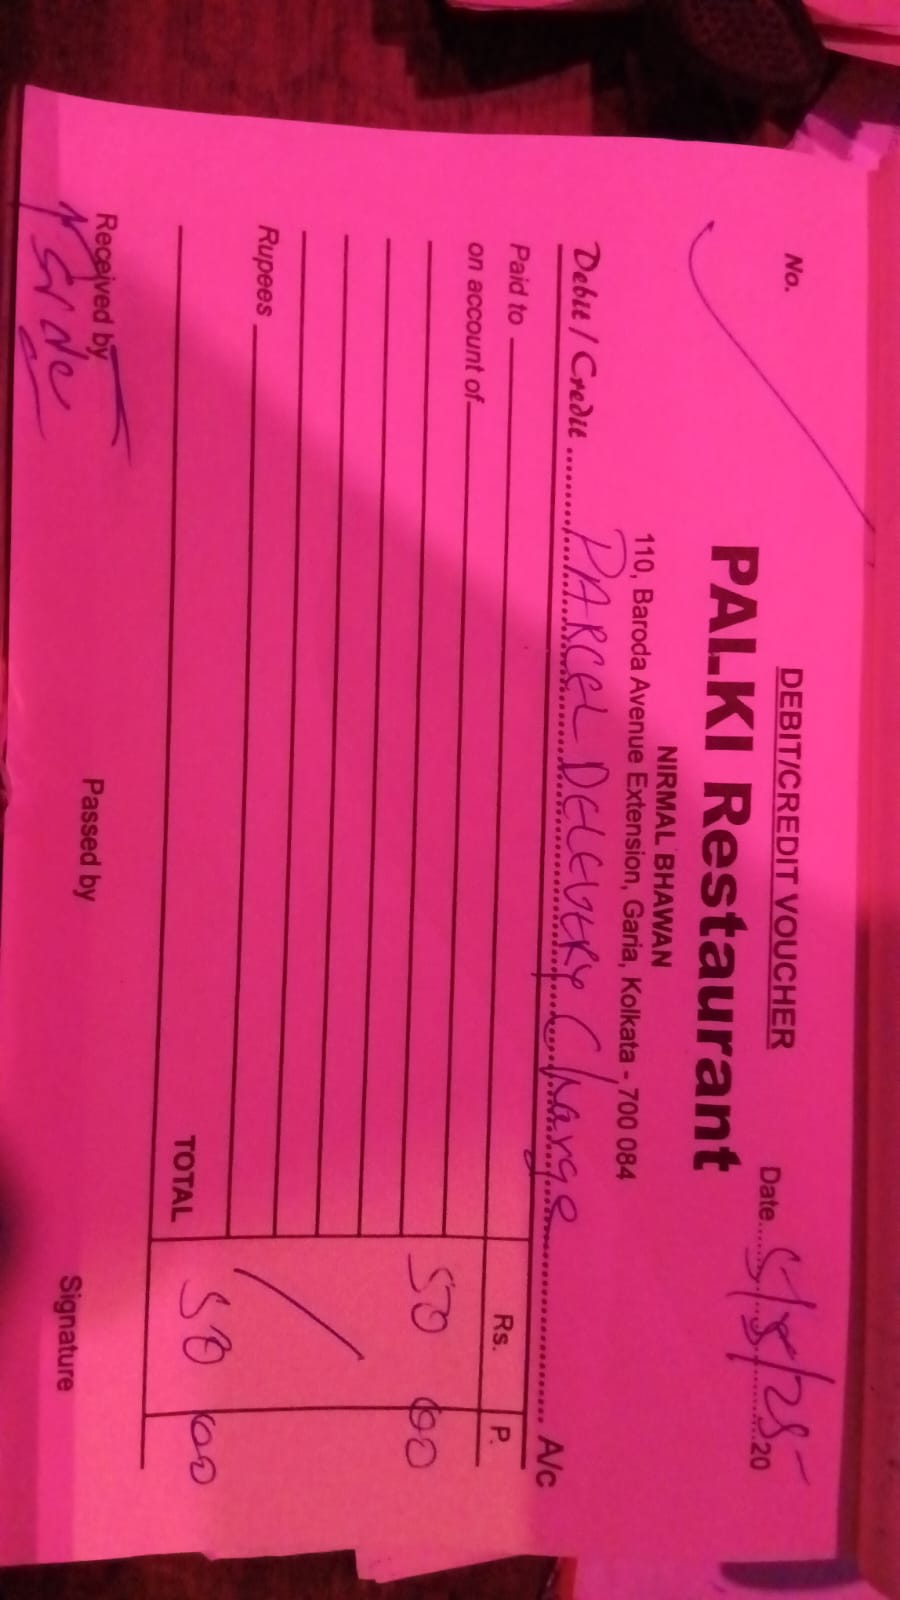 DEBIT/CREDIT VOUCHER
No. Date 5/8/25 20
PALKI Restaurant
NIRMAL BHAWAN
110, Baroda Avenue Extension, Garia, Kolkata - 700 084
Debit / Credit PARCEL DELEVERY Charge A/c
Paid to Rs. P.
on account of
50 00
Rupees
TOTAL 50 00
Received by Passed by Signature